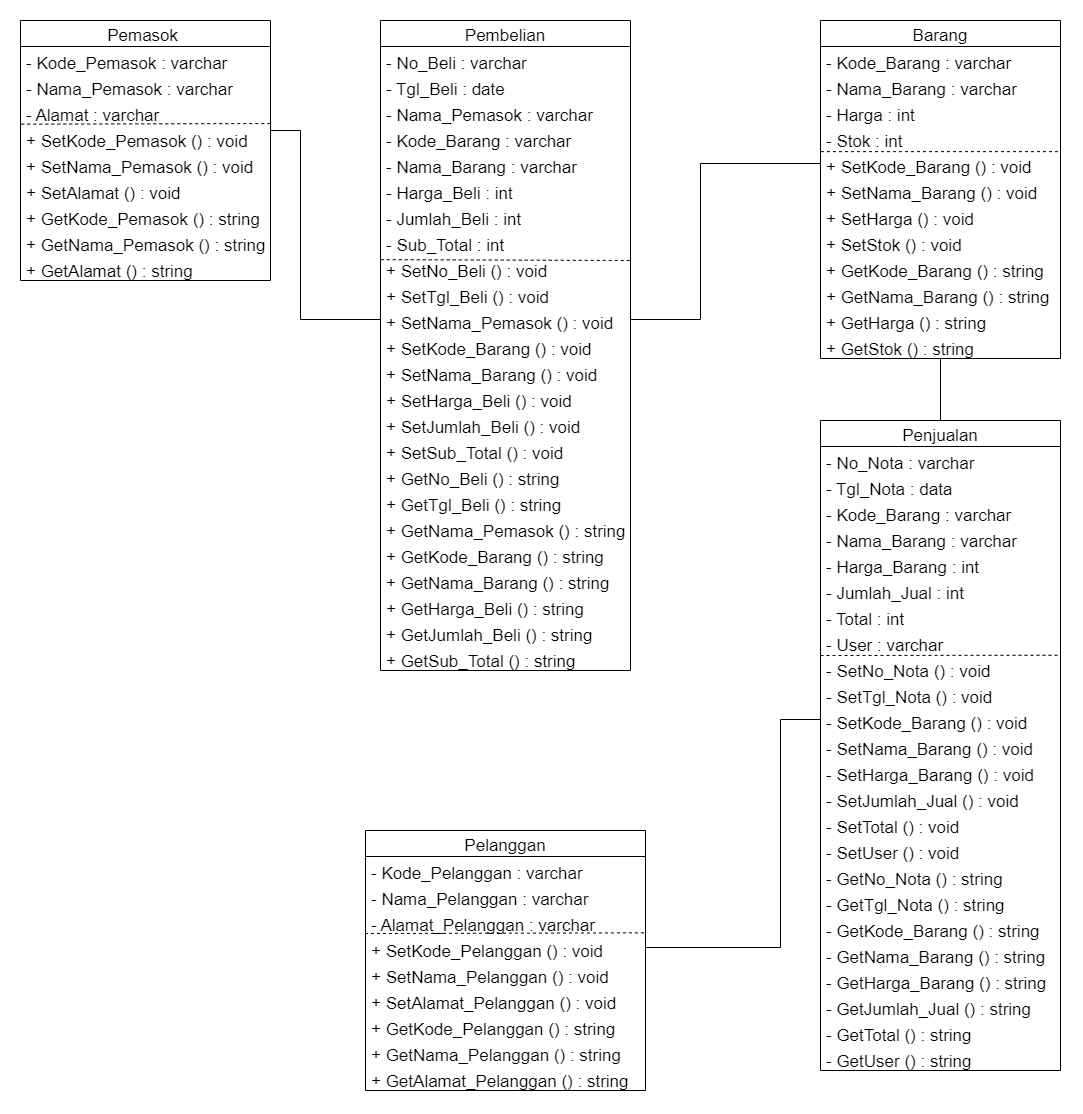 Pemasok
- Kode_Pemasok : varchar
- Nama_Pemasok : varchar
- Alamat : varchar
+ SetKode_Pemasok () : void
+ SetNama_Pemasok () : void
+ SetAlamat () : void
+ GetKode_Pemasok () : string
+ GetNama_Pemasok () : string
+ GetAlamat () : string
Pembelian
- No_Beli : varchar
- Tgl_Beli : date
- Nama_Pemasok : varchar
- Kode_Barang : varchar
- Nama_Barang : varchar
- Harga_Beli : int
- Jumlah_Beli : int
- Sub_Total : int
+ SetNo_Beli () : void
+ SetTgl_Beli () : void
+ SetNama_Pemasok () : void
+ SetKode_Barang () : void
+ SetNama_Barang () : void
+ SetHarga_Beli () : void
+ SetJumlah_Beli () : void
+ SetSub_Total () : void
+ GetNo_Beli () : string
+ GetTgl_Beli () : string
+ GetNama_Pemasok () : string
+ GetKode_Barang () : string
+ GetNama_Barang () : string
+ GetHarga_Beli () : string
+ GetJumlah_Beli () : string
+ GetSub_Total () : string
Barang
- Kode_Barang : varchar
- Nama_Barang : varchar
- Harga : int
- Stok : int
+ SetKode_Barang () : void
+ SetNama_Barang () : void
+ SetHarga () : void
+ SetStok () : void
+ GetKode_Barang () : string
+ GetNama_Barang () : string
+ GetHarga () : string
+ GetStok () : string
Penjualan
- No_Nota : varchar
- Tgl_Nota : data
- Kode_Barang : varchar
- Nama_Barang : varchar
- Harga_Barang : int
- Jumlah_Jual : int
- Total : int
- User : varchar
- SetNo_Nota () : void
- SetTgl_Nota () : void
- SetKode_Barang () : void
- SetNama_Barang () : void
- SetHarga_Barang () : void
- SetJumlah_Jual () : void
- SetTotal () : void
- SetUser () : void
- GetNo_Nota () : string
- GetTgl_Nota () : string
- GetKode_Barang () : string
- GetNama_Barang () : string
- GetHarga_Barang () : string
- GetJumlah_Jual () : string
- GetTotal () : string
- GetUser () : string
Pelanggan
- Kode_Pelanggan : varchar
- Nama_Pelanggan : varchar
- Alamat_Pelanggan : varchar
+ SetKode_Pelanggan () : void
+ SetNama_Pelanggan () : void
+ SetAlamat_Pelanggan () : void
+ GetKode_Pelanggan () : string
+ GetNama_Pelanggan () : string
+ GetAlamat_Pelanggan () : string